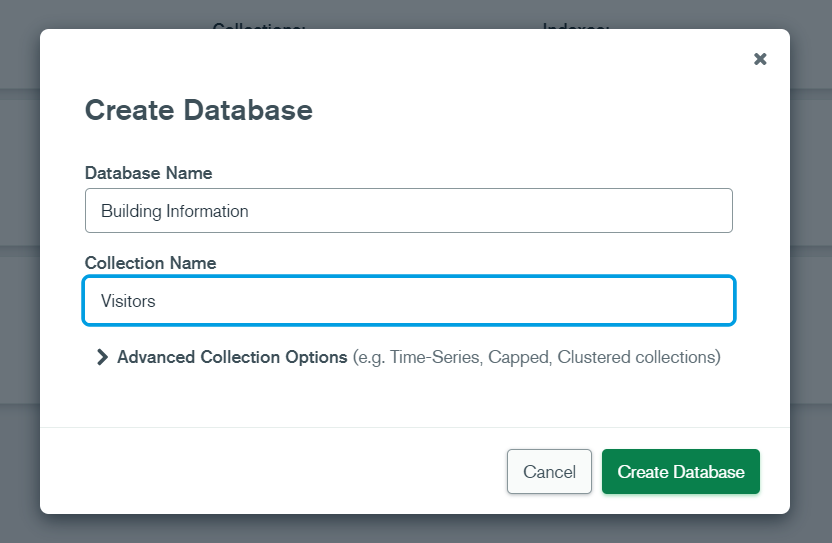 Collections: Indexes:
Create Database
Database Name
Building Information
Collection Name
Visitors
Advanced Collection Options (e.g. Time-Series, Capped, Clustered collections)
Cancel Create Database